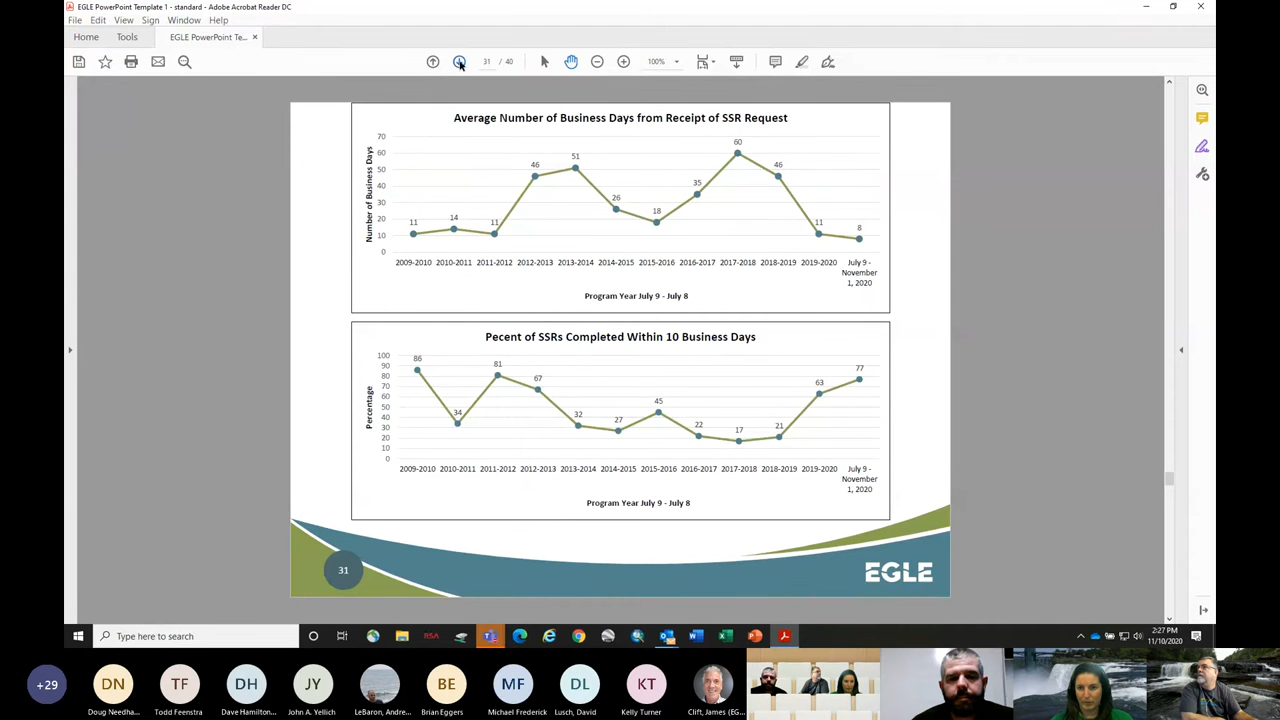 EGLE PowerPoint Template 1 - standard - Adobe Acrobat Reader DC
File Edit View Sign Window Help
Home Tools EGLE PowerPoint Te... ×
31 / 40 100%
Average Number of Business Days from Receipt of SSR Request
Number of Business Days
70
60
50
40
30
20
10
0
11 14 11 46 51 26 18 35 60 46 11 8
2009-2010 2010-2011 2011-2012 2012-2013 2013-2014 2014-2015 2015-2016 2016-2017 2017-2018 2018-2019 2019-2020 July 9 -
November
1, 2020
Program Year July 9 - July 8
Pecent of SSRs Completed Within 10 Business Days
Percentage
100
90
80
70
60
50
40
30
20
10
0
86 34 81 67 32 27 45 22 17 21 63 77
2009-2010 2010-2011 2011-2012 2012-2013 2013-2014 2014-2015 2015-2016 2016-2017 2017-2018 2018-2019 2019-2020 July 9 -
November
1, 2020
Program Year July 9 - July 8
31
EGLE
Type here to search
RSA
2:27 PM
11/10/2020
+29
DN TF DH JY BE MF DL KT
Doug Needha... Todd Feenstra Dave Hamilton... John A. Yellich LeBaron, Andre... Brian Eggers Michael Frederick Lusch, David Kelly Turner Clift, James (EG...